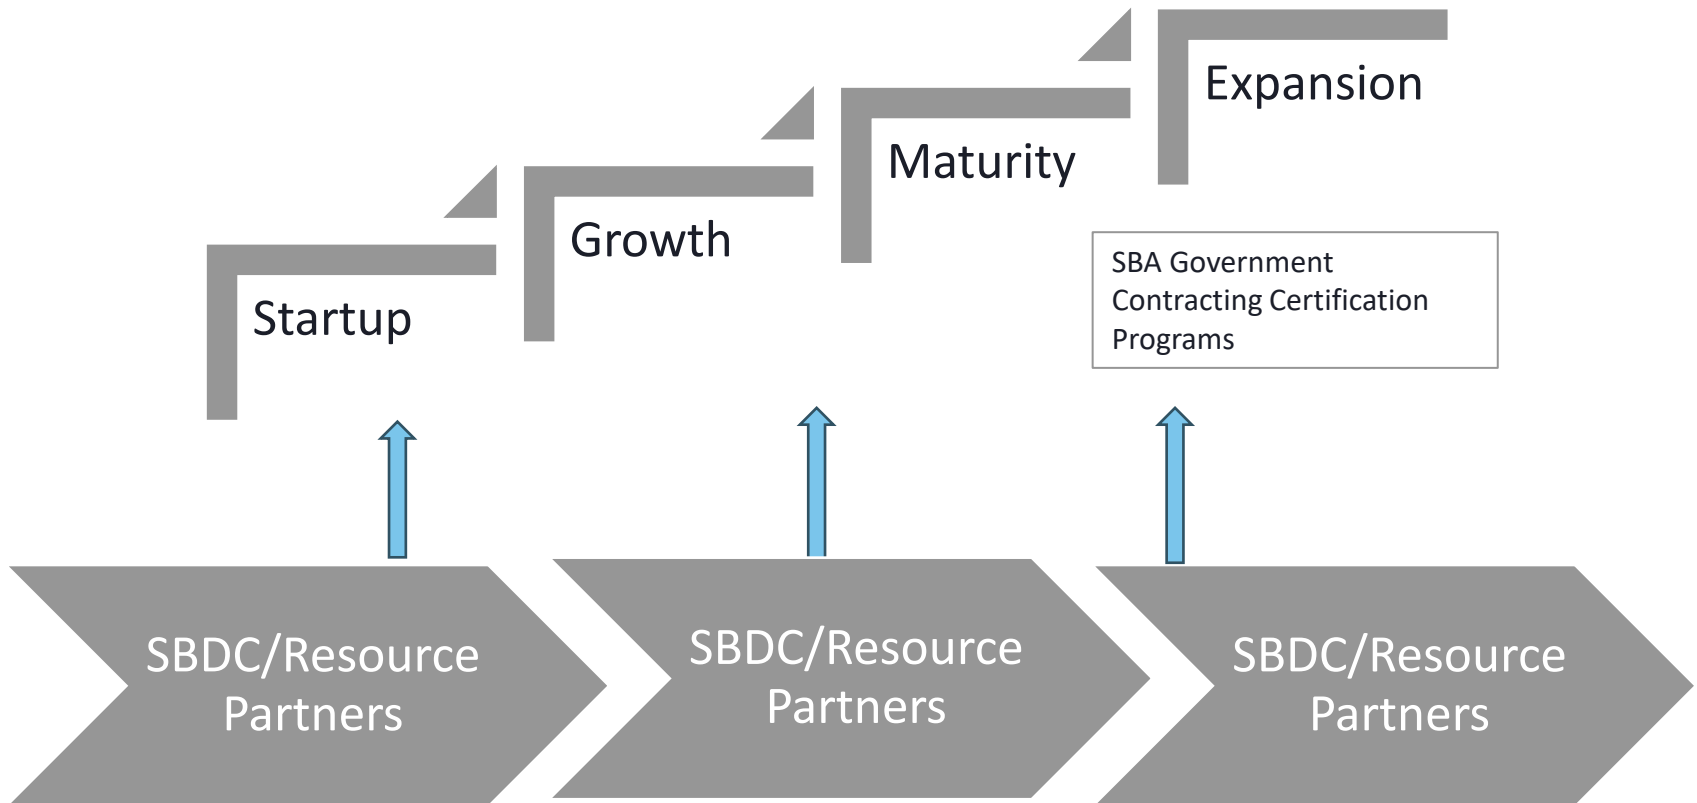 Expansion
Maturity
Growth
Startup
SBA Government
Contracting Certification
Programs
SBDC/Resource
Partners
SBDC/Resource
Partners
SBDC/Resource
Partners